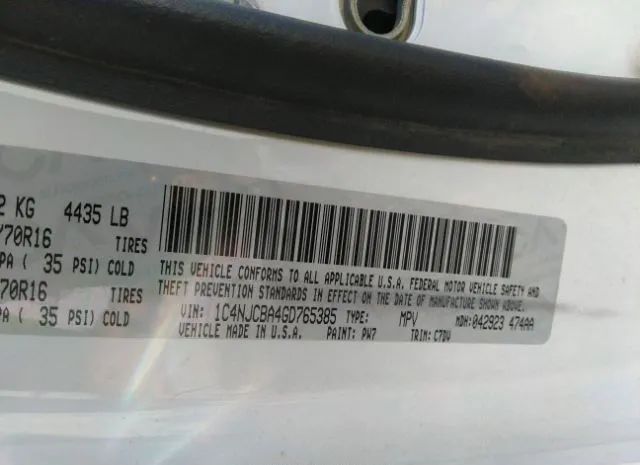 2 KG 4435 LB
/70R16 TIRES
PA ( 35 PSI) COLD
70R16 TIRES
PA ( 35 PSI) COLD
THIS VEHICLE CONFORMS TO ALL APPLICABLE U.S.A. FEDERAL MOTOR VEHICLE SAFETY AND
THEFT PREVENTION STANDARDS IN EFFECT ON THE DATE OF MANUFACTURE SHOWN ABOVE.
VIN: 1C4NJCBA4GD765385 TYPE: MPV MDH: 042923 474AA
VEHICLE MADE IN U.S.A. PAINT: PW7 TRIM: C7DV